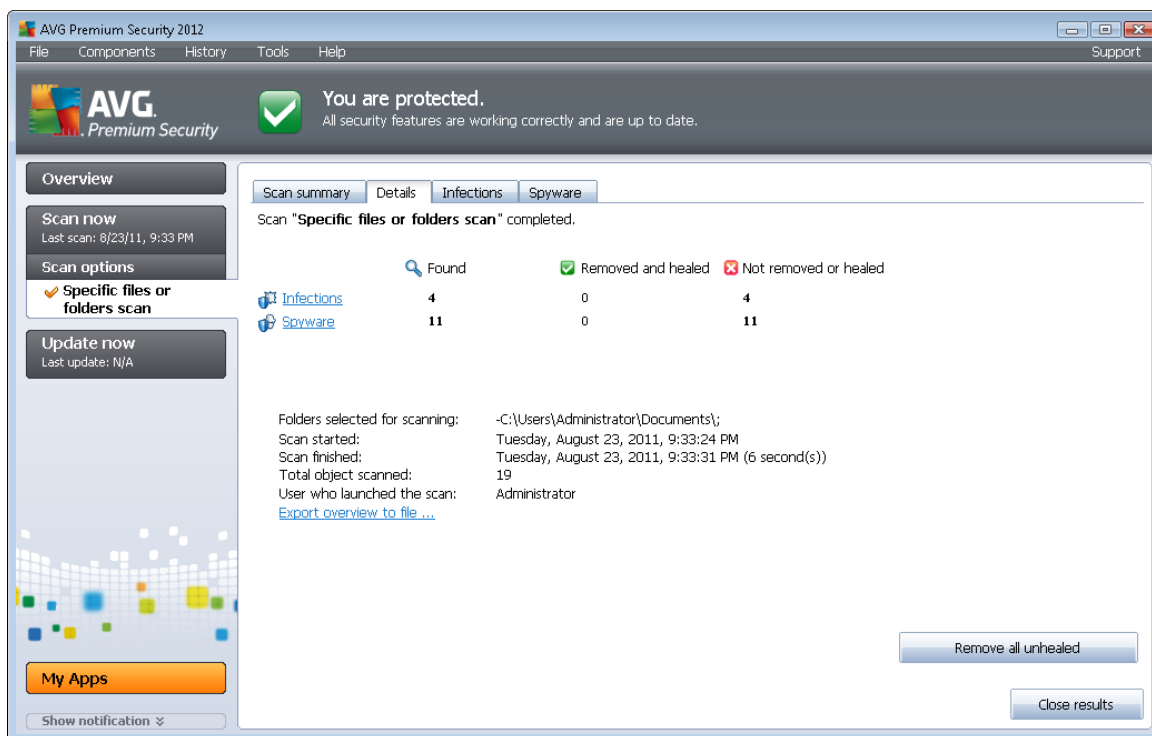 AVG Premium Security 2012
File Components History Tools Help Support
AVG.
Premium Security
You are protected.
All security features are working correctly and are up to date.
Overview
Scan now
Last scan: 8/23/11, 9:33 PM
Scan options
Specific files or
folders scan
Update now
Last update: N/A
My Apps
Show notification
Scan summary Details Infections Spyware
Scan "Specific files or folders scan" completed.
Found Removed and healed Not removed or healed
Infections 4 0 4
Spyware 11 0 11
Folders selected for scanning: -C:\Users\Administrator\Documents\;
Scan started: Tuesday, August 23, 2011, 9:33:24 PM
Scan finished: Tuesday, August 23, 2011, 9:33:31 PM (6 second(s))
Total object scanned: 19
User who launched the scan: Administrator
Export overview to file ...
Remove all unhealed
Close results